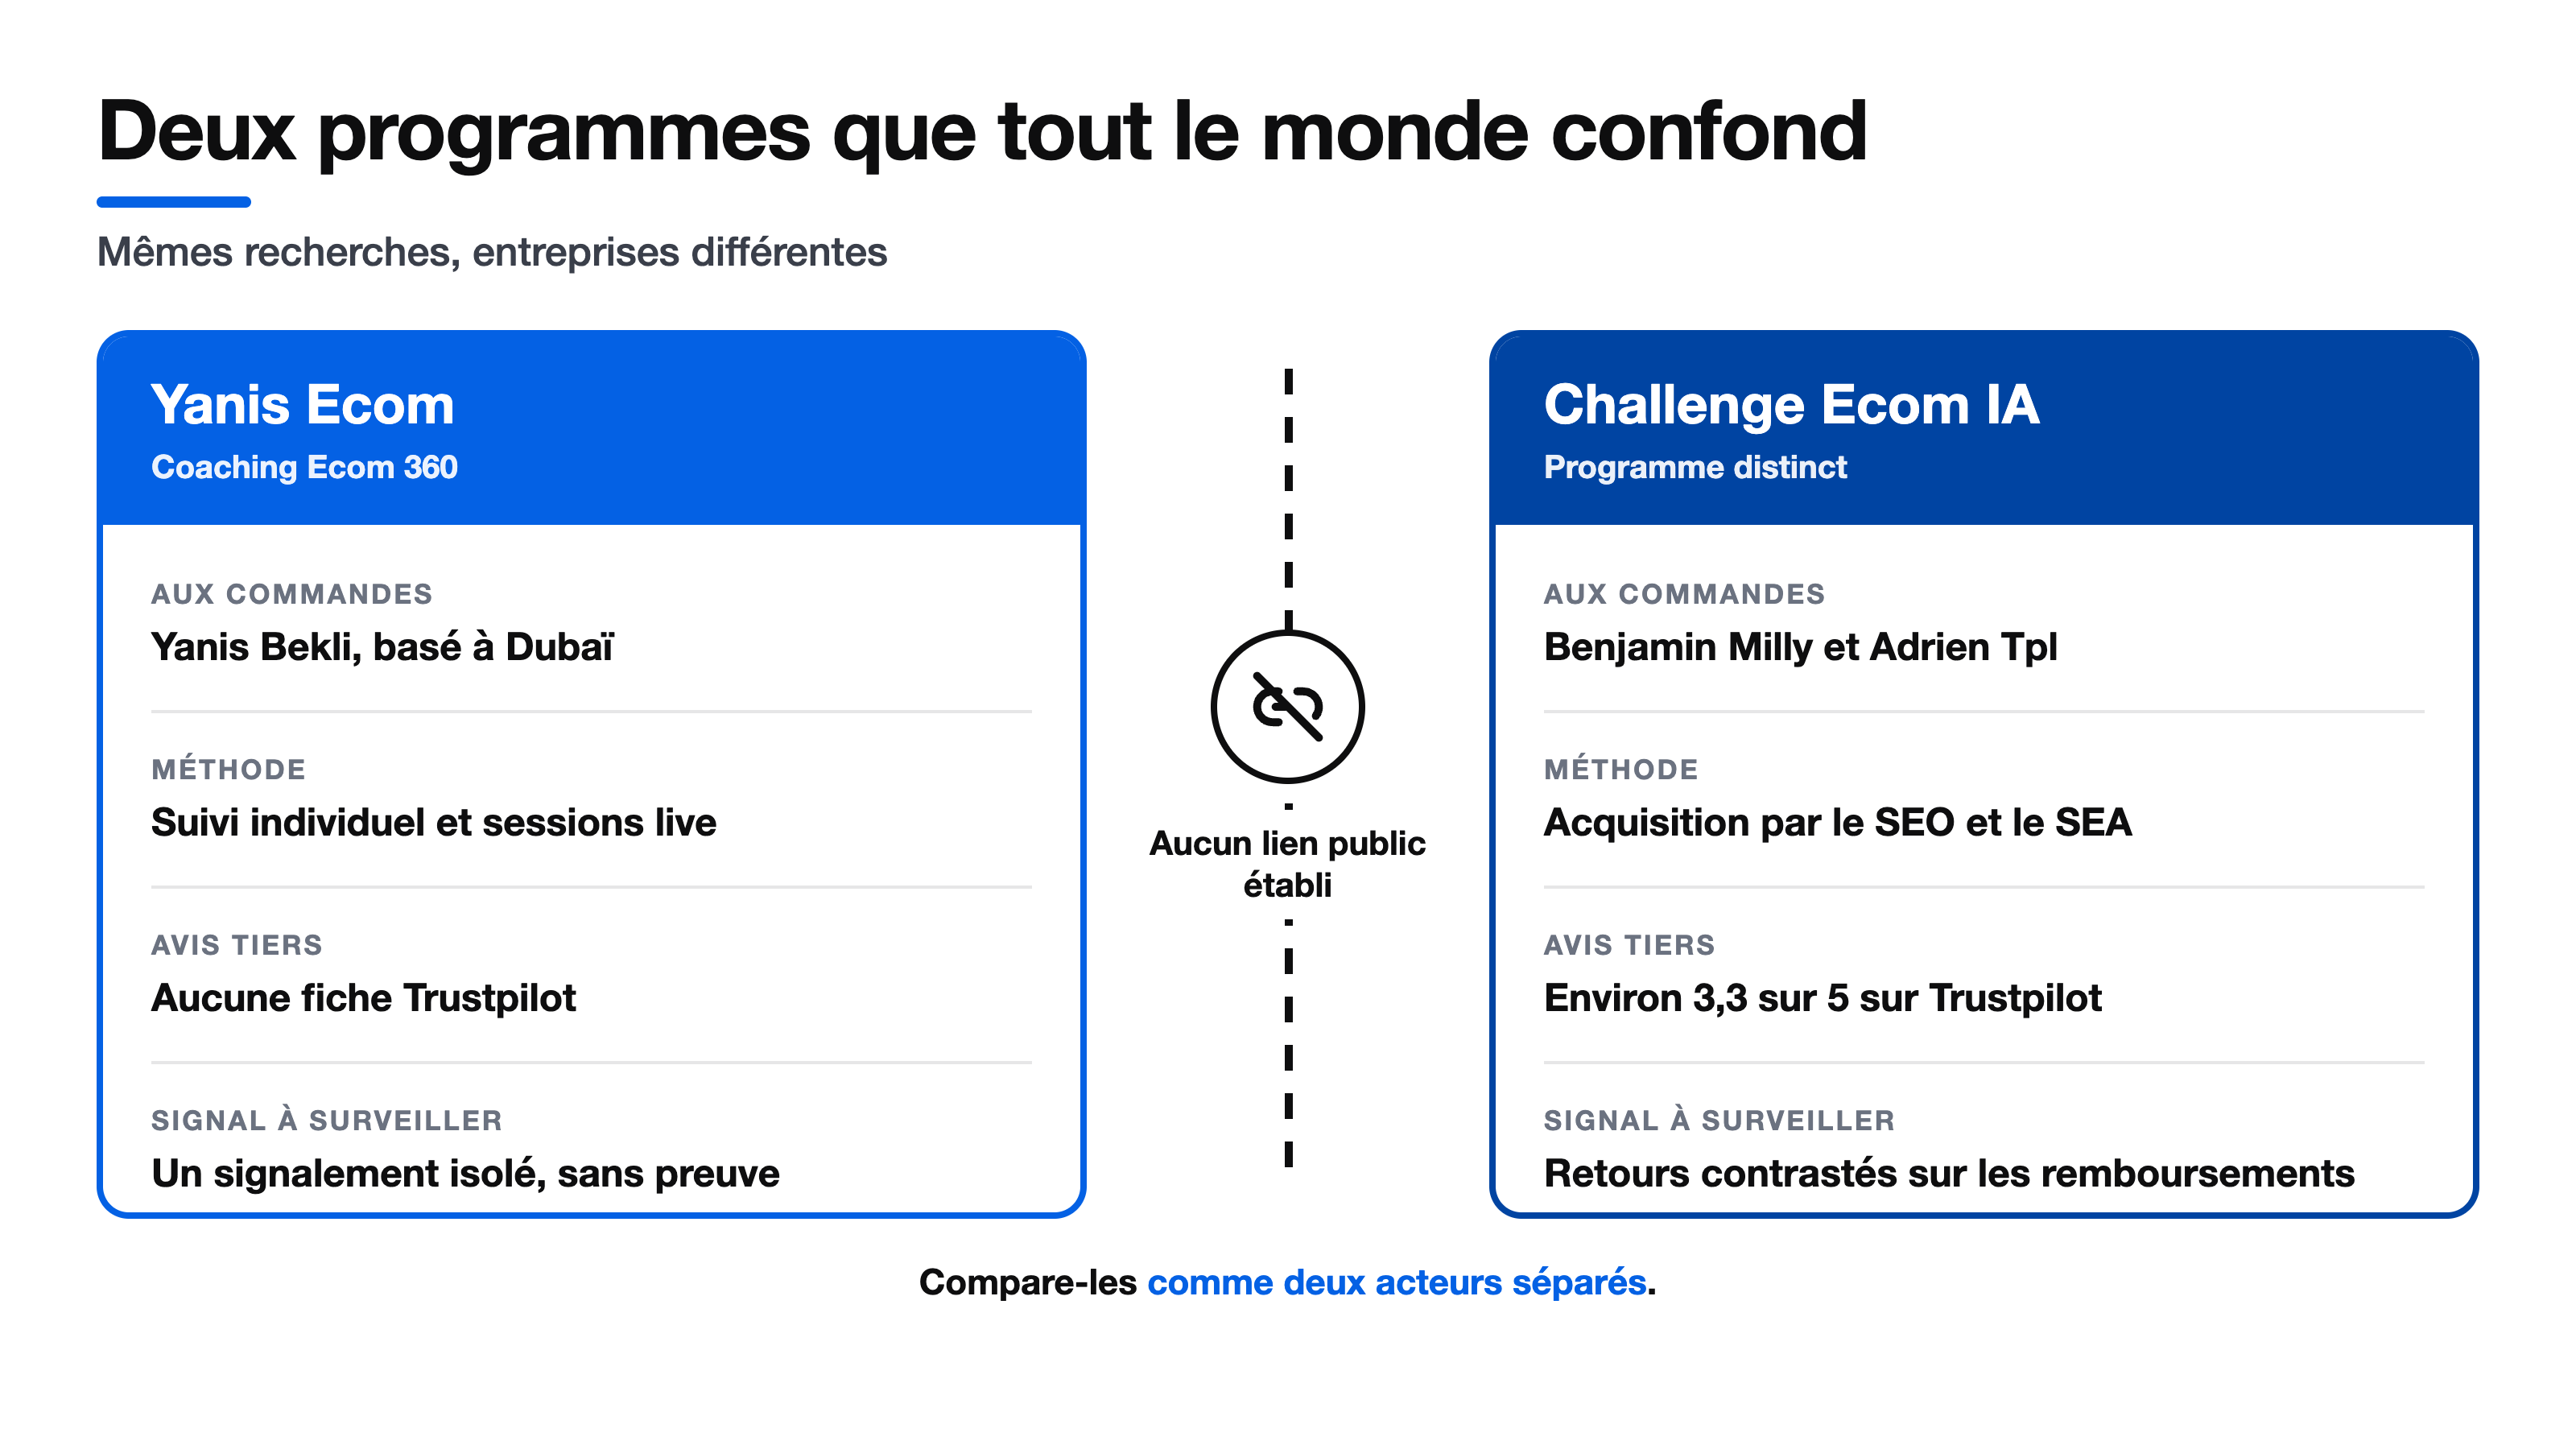 Deux programmes que tout le monde confond
Mêmes recherches, entreprises différentes
Yanis Ecom
Coaching Ecom 360
AUX COMMANDES
Yanis Bekli, basé à Dubaï
MÉTHODE
Suivi individuel et sessions live
AVIS TIERS
Aucune fiche Trustpilot
SIGNAL À SURVEILLER
Un signalement isolé, sans preuve
Aucun lien public
établi
Challenge Ecom IA
Programme distinct
AUX COMMANDES
Benjamin Milly et Adrien Tpl
MÉTHODE
Acquisition par le SEO et le SEA
AVIS TIERS
Environ 3,3 sur 5 sur Trustpilot
SIGNAL À SURVEILLER
Retours contrastés sur les remboursements
Compare-les comme deux acteurs séparés.